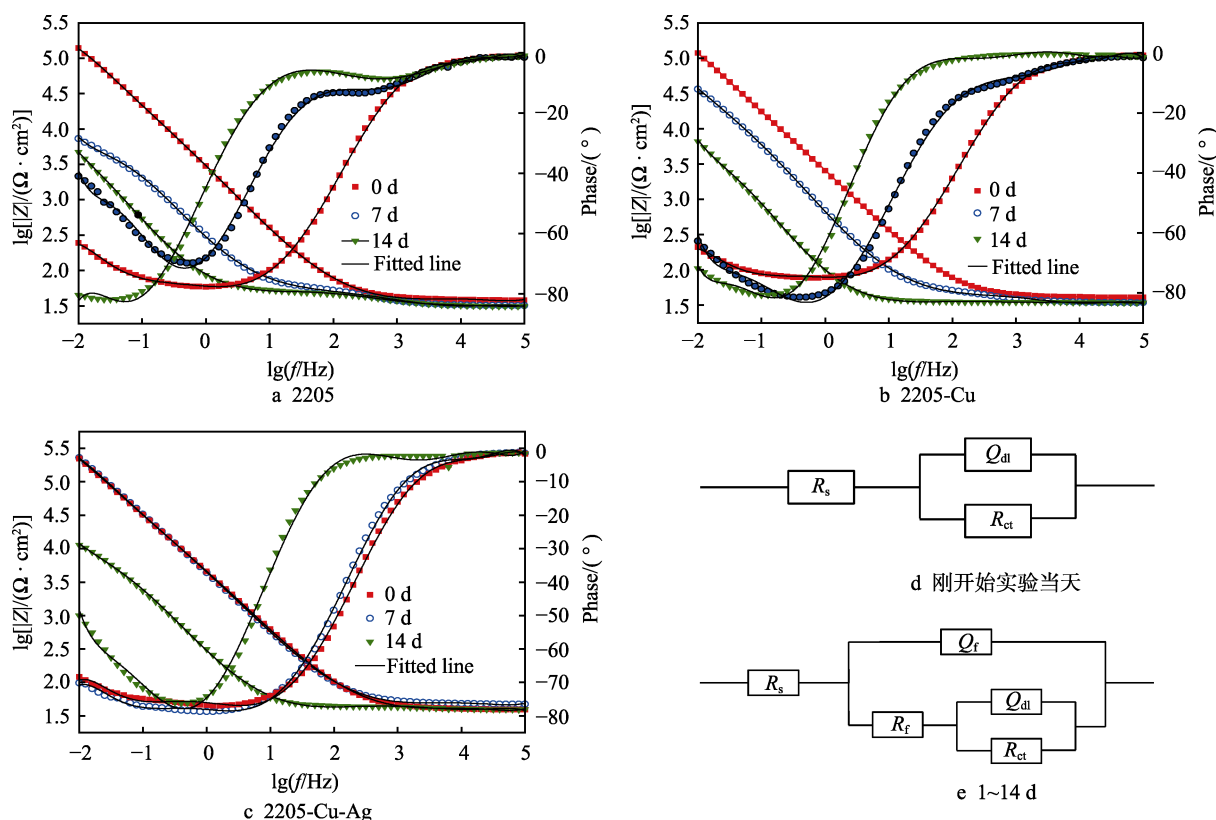 5.5
5.0
4.5
4.0
3.5
3.0
2.5
2.0
1.5
lg[|Z|/(Ω · cm²)]
0
−20
−40
−60
−80
Phase/( ° )
0 d
7 d
14 d
Fitted line
−2 −1 0 1 2 3 4 5
lg(f/Hz)
a 2205
5.5
5.0
4.5
4.0
3.5
3.0
2.5
2.0
1.5
lg[|Z|/(Ω · cm²)]
0
−20
−40
−60
−80
Phase/( ° )
0 d
7 d
14 d
Fitted line
−2 −1 0 1 2 3 4 5
lg(f/Hz)
b 2205-Cu
5.5
5.0
4.5
4.0
3.5
3.0
2.5
2.0
1.5
lg[|Z|/(Ω · cm²)]
0
−10
−20
−30
−40
−50
−60
−70
−80
Phase/( ° )
0 d
7 d
14 d
Fitted line
−2 −1 0 1 2 3 4 5
lg(f/Hz)
c 2205-Cu-Ag
Qdl
Rs
Rct
d 刚开始实验当天
Qf
Rs
Qdl
Rf
Rct
e 1~14 d